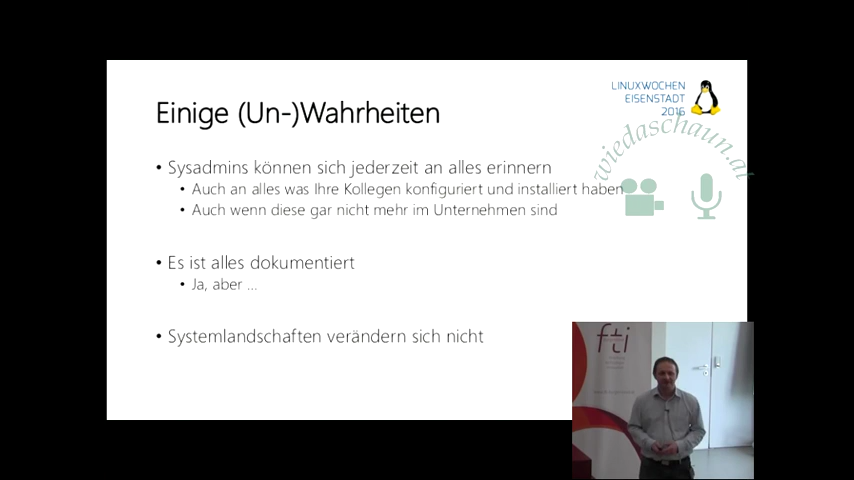 LINUXWOCHEN
EISENSTADT
2016
wiedaschaun.at
Einige (Un-)Wahrheiten
• Sysadmins können sich jederzeit an alles erinnern
• Auch an alles was Ihre Kollegen konfiguriert und installiert haben
• Auch wenn diese gar nicht mehr im Unternehmen sind
• Es ist alles dokumentiert
• Ja, aber ...
• Systemlandschaften verändern sich nicht
fti